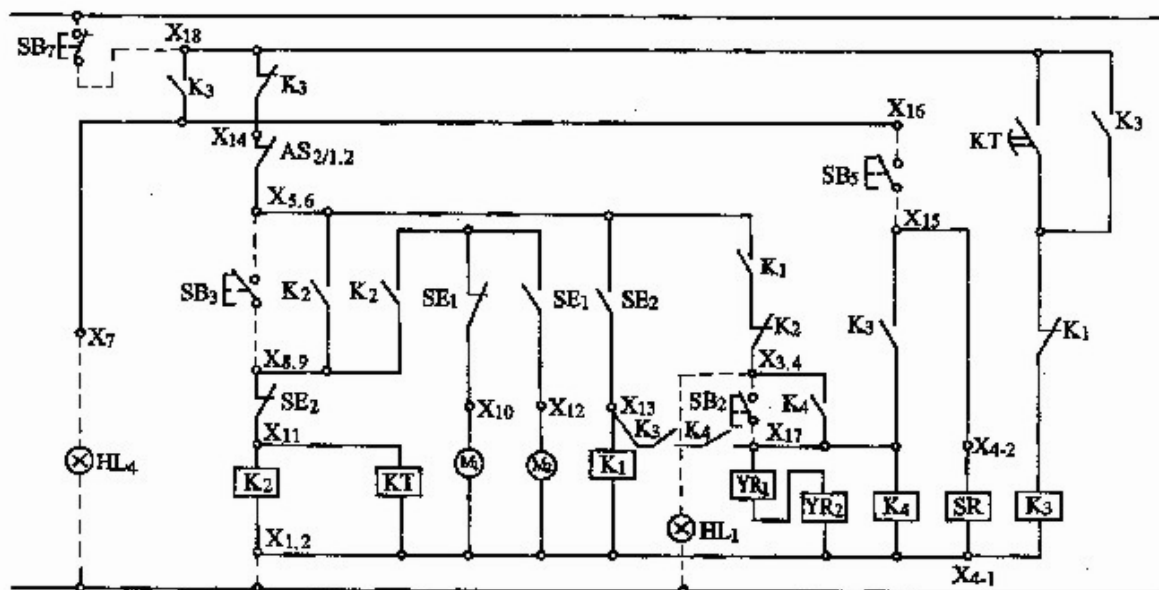 X18
SB7
K3
K3
X16
X14
AS2/1.2
KT
K3
SB5
X5,6
X15
K1
SB3
K2
K2
SE1
SE1
SE2
K2
K3
K1
X7
X8,9
X3,4
SE2
X10
X12
X13
SB2
K4
K3
K4
X17
X11
X4-2
HL4
K2
KT
M1
M2
K1
YR1
YR2
K4
SR
K3
HL1
X1,2
X4-1